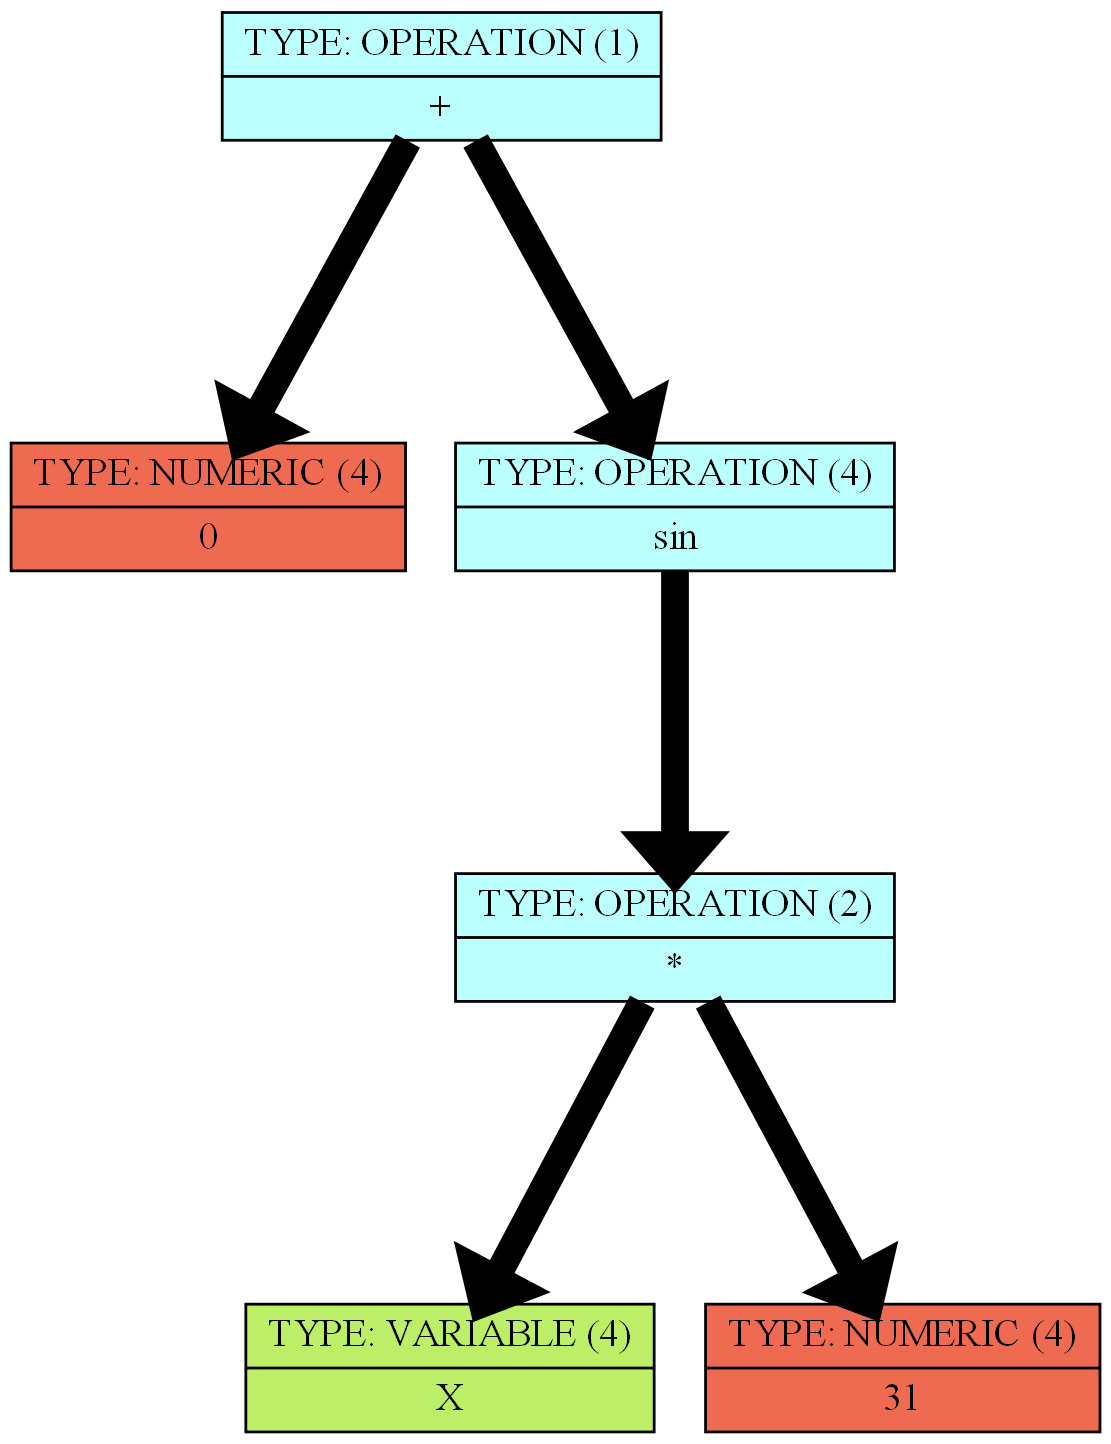 TYPE: OPERATION (1)
+
TYPE: NUMERIC (4)
0
TYPE: OPERATION (4)
sin
TYPE: OPERATION (2)
*
TYPE: VARIABLE (4)
X
TYPE: NUMERIC (4)
31